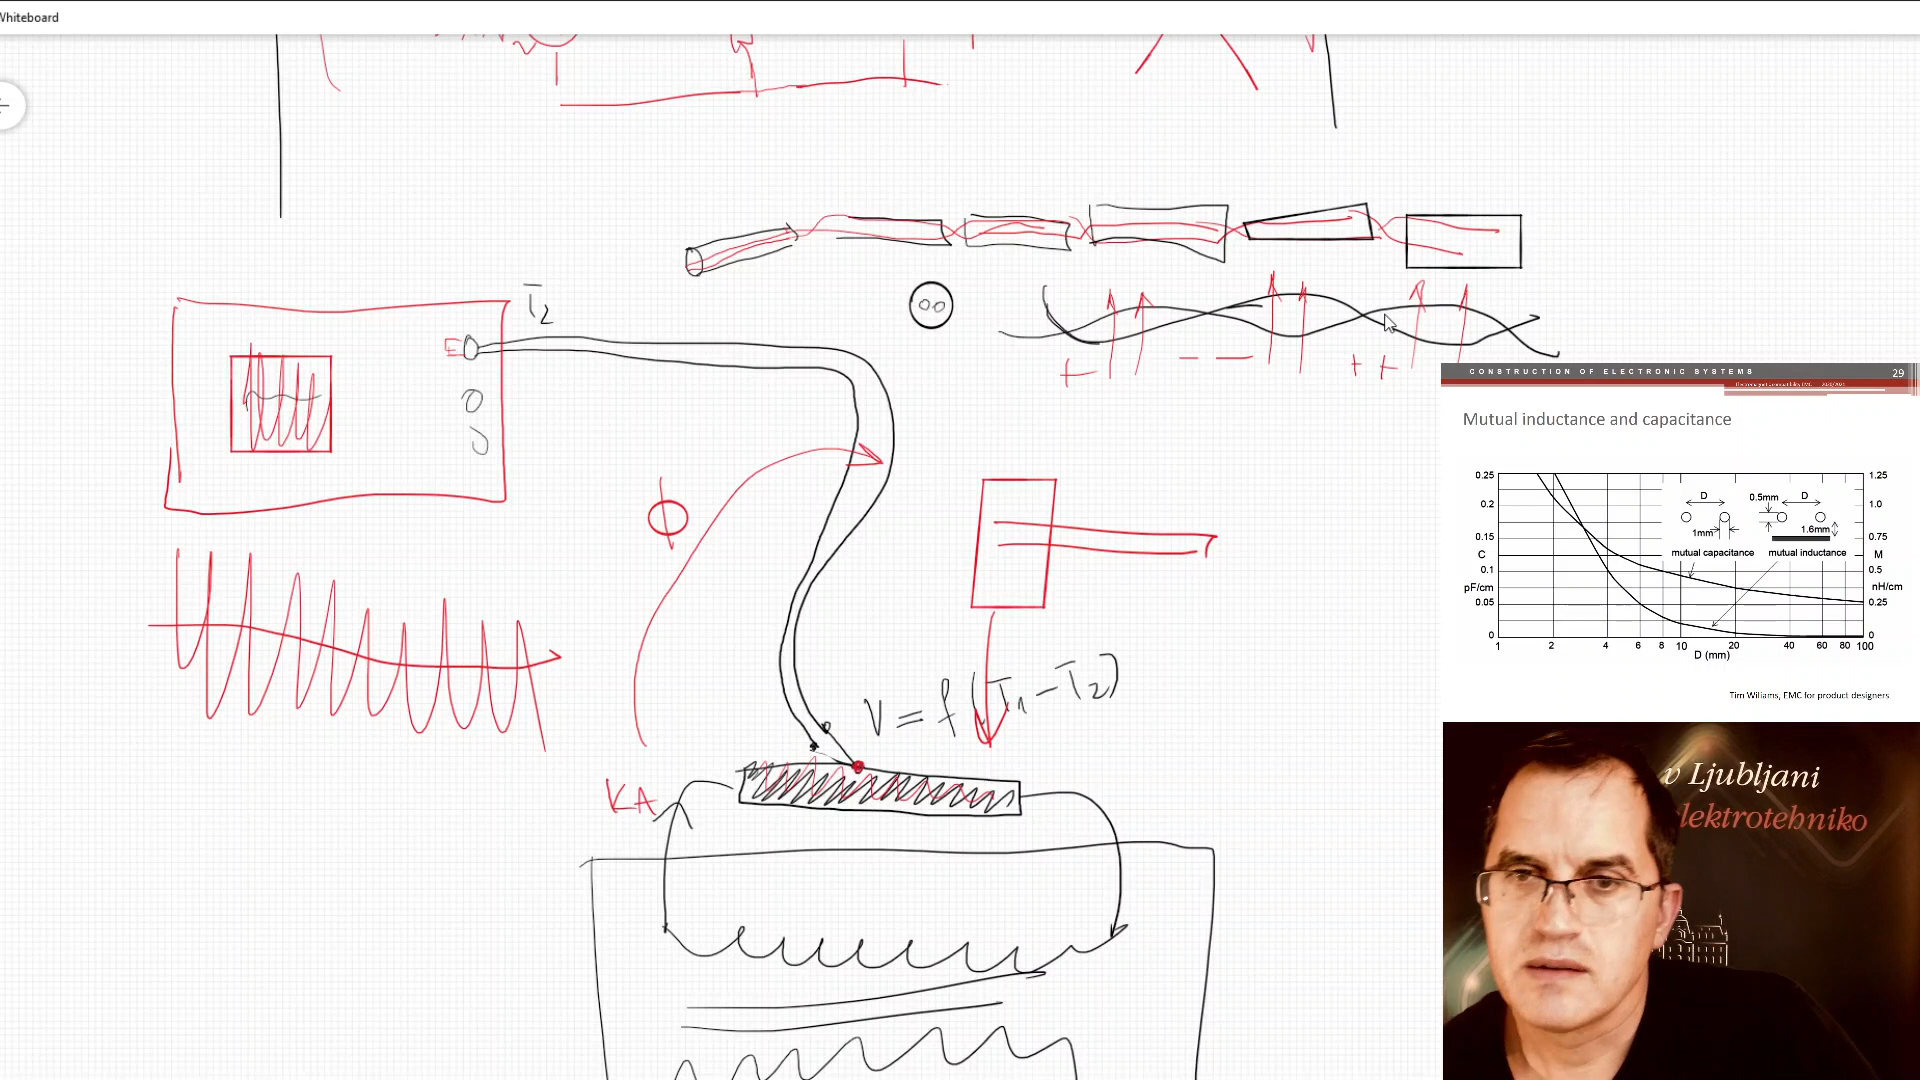 Whiteboard
T2
E
+
— —
+ +
CONSTRUCTION OF ELECTRONIC SYSTEMS 29
2020/2021
Mutual inductance and capacitance
0.25 1.25
0.2 1.0
0.15 0.75
C M
0.1 0.5
pF/cm nH/cm
0.05 0.25
0 0
D D
0.5mm
1mm 1.6mm
mutual capacitance mutual inductance
1 2 4 6 8 10 20 40 60 80 100
D (mm)
Tim Williams, EMC for product designers
Φ
V = f (T1 - T2)
KA
v Ljubljani
lektrotehniko